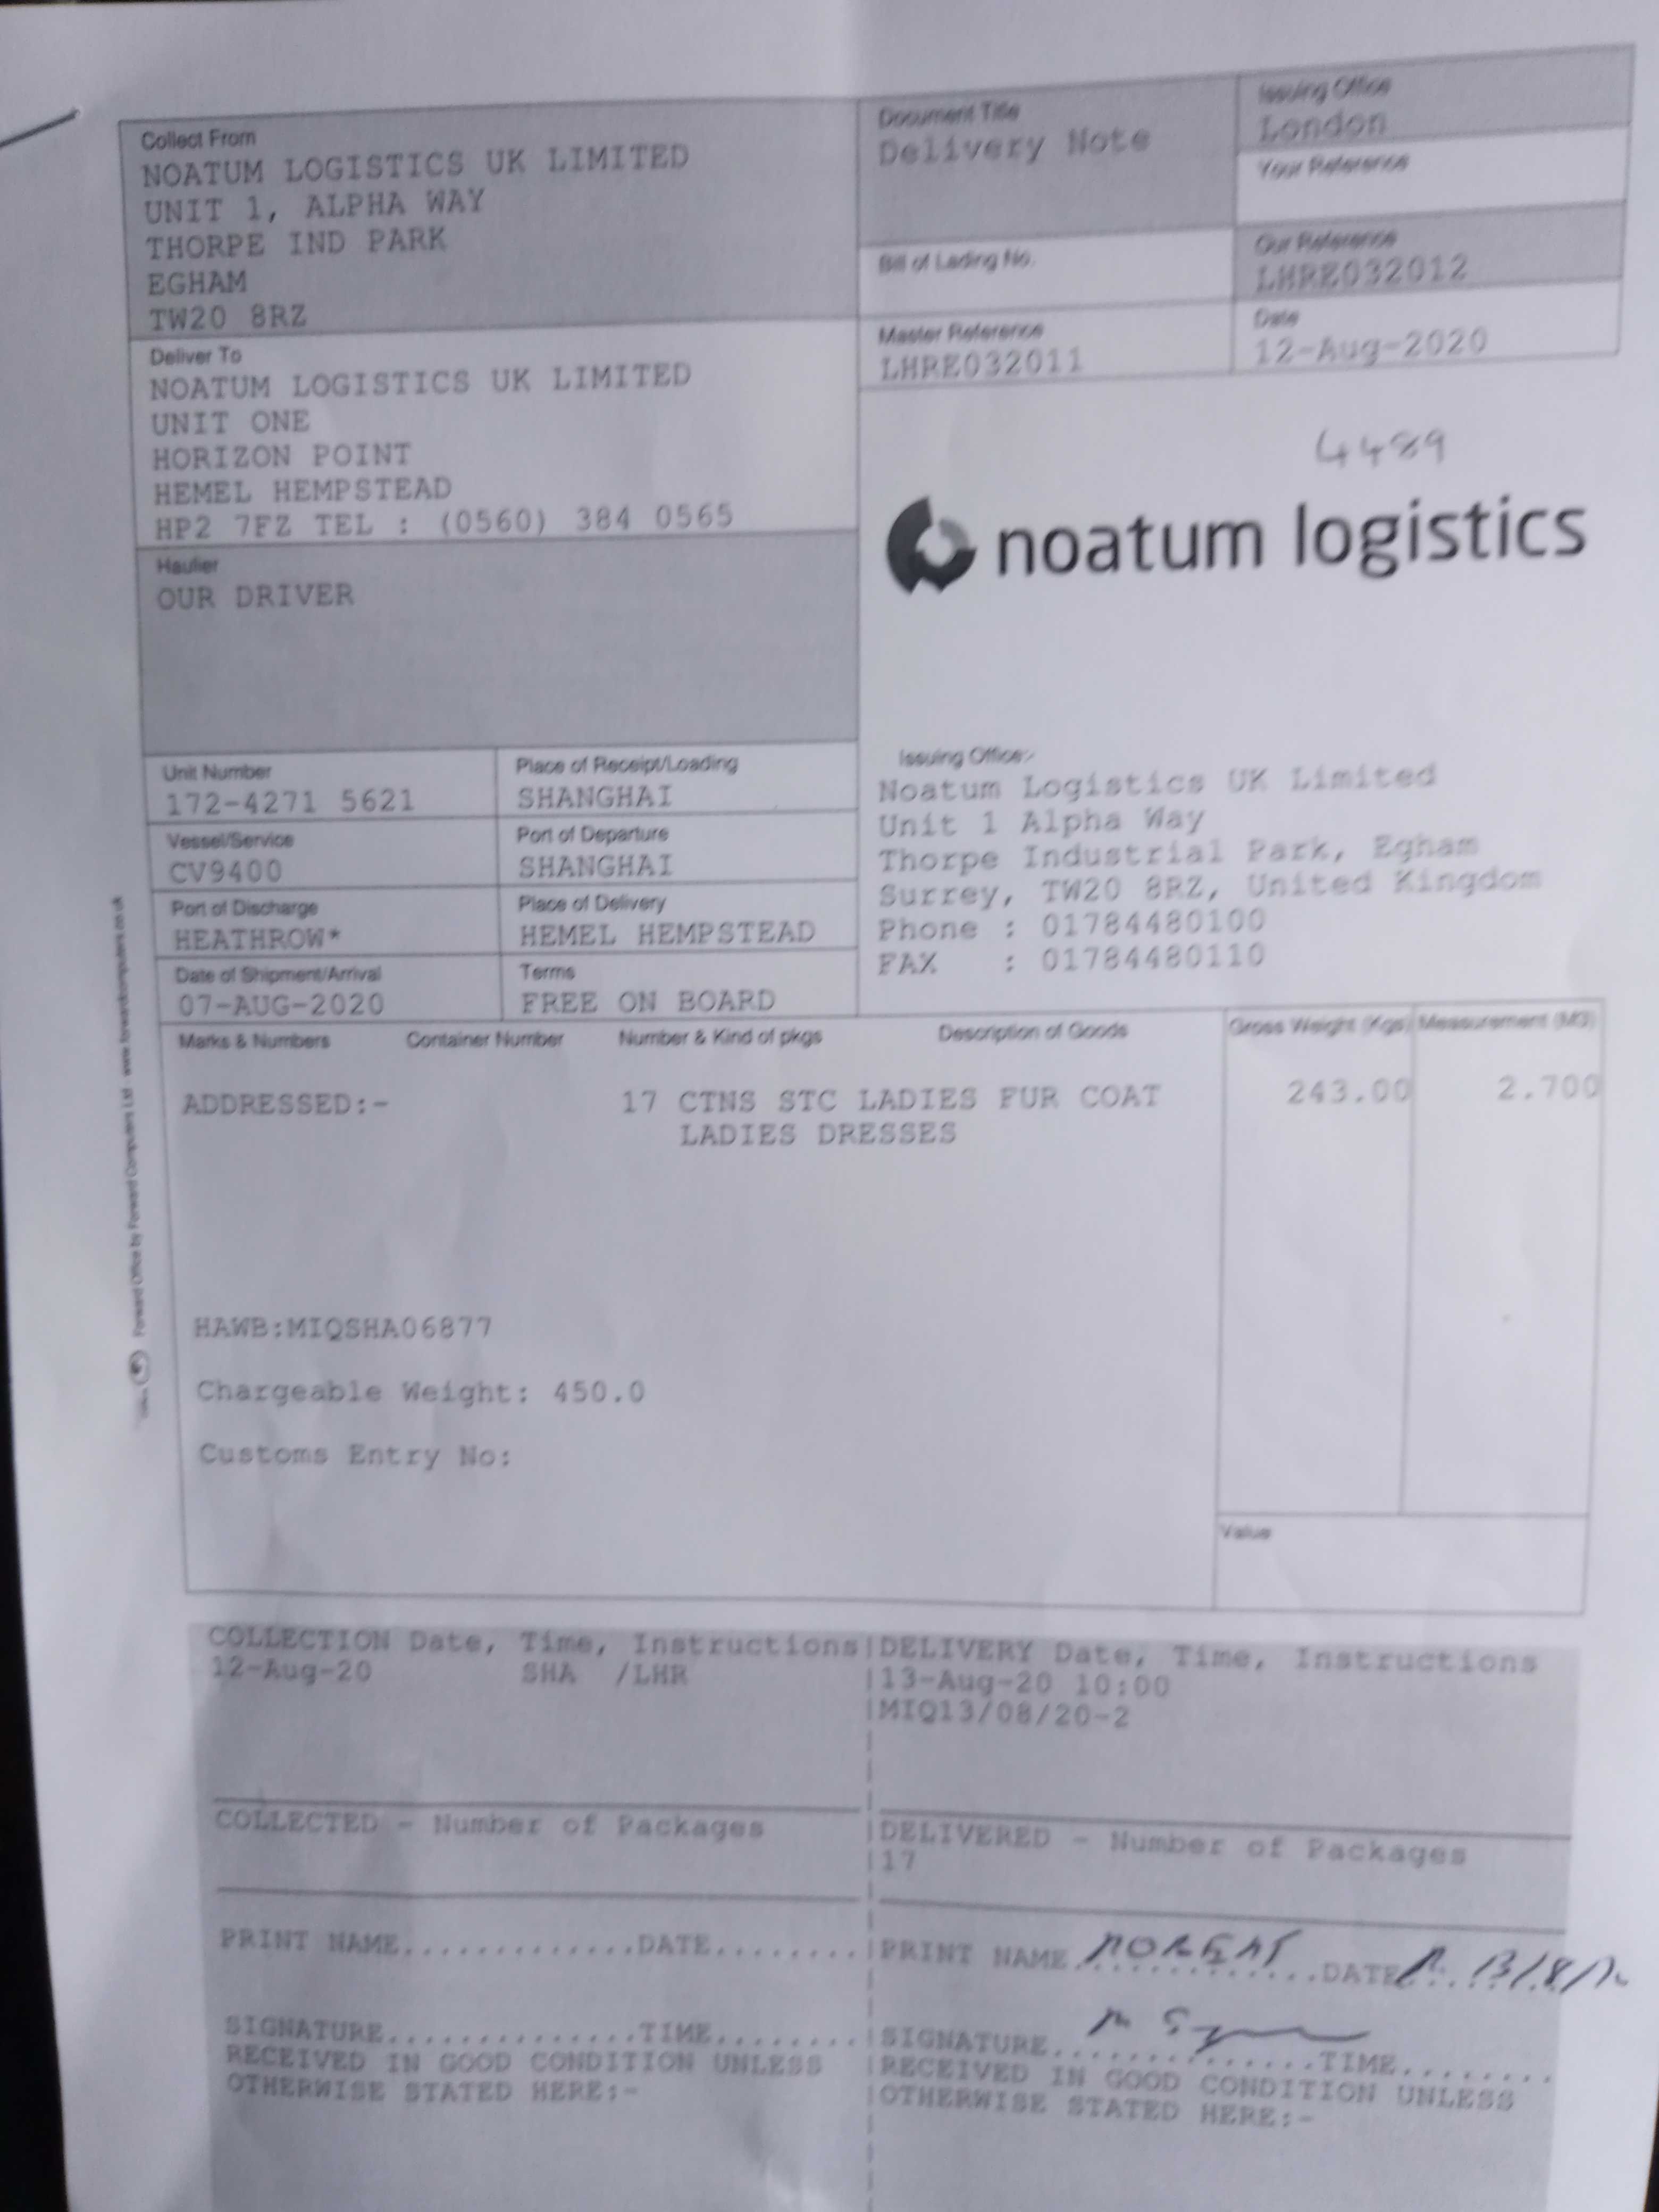 Collect From
NOATUM LOGISTICS UK LIMITED
UNIT 1, ALPHA WAY
THORPE IND PARK
EGHAM
TW20 8RZ
Document Title
Delivery Note
Issuing Office
London
Your Reference
Bill of Lading No.
Our Reference
LHRE032012
Master Reference
LHRE032011
Date
12-Aug-2020
Deliver To
NOATUM LOGISTICS UK LIMITED
UNIT ONE
HORIZON POINT
HEMEL HEMPSTEAD
HP2 7FZ TEL : (0560) 384 0565
4489
noatum logistics
Haulier
OUR DRIVER
Unit Number
172-4271 5621
Place of Receipt/Loading
SHANGHAI
Vessel/Service
CV9400
Port of Departure
SHANGHAI
Port of Discharge
HEATHROW*
Place of Delivery
HEMEL HEMPSTEAD
Date of Shipment/Arrival
07-AUG-2020
Terms
FREE ON BOARD
Issuing Office:-
Noatum Logistics UK Limited
Unit 1 Alpha Way
Thorpe Industrial Park, Egham
Surrey, TW20 8RZ, United Kingdom
Phone : 01784480100
FAX : 01784480110
Marks & Numbers Container Number Number & Kind of pkgs Description of Goods Gross Weight (Kgs) Measurement (M3)
ADDRESSED:- 17 CTNS STC LADIES FUR COAT 243.00 2.700
LADIES DRESSES
HAWB:MIQSHA06877
Chargeable Weight: 450.0
Customs Entry No:
Value
Forward Office by Forward Computers Ltd - www.forwardcomputers.co.uk
COLLECTION Date, Time, Instructions
12-Aug-20 SHA /LHR
DELIVERY Date, Time, Instructions
13-Aug-20 10:00
MIQ13/08/20-2
COLLECTED - Number of Packages
DELIVERED - Number of Packages
17
PRINT NAME.............DATE........
PRINT NAME.............DATE 13/8/
SIGNATURE..............TIME........
RECEIVED IN GOOD CONDITION UNLESS
OTHERWISE STATED HERE:-
SIGNATURE..............TIME........
RECEIVED IN GOOD CONDITION UNLESS
OTHERWISE STATED HERE:-